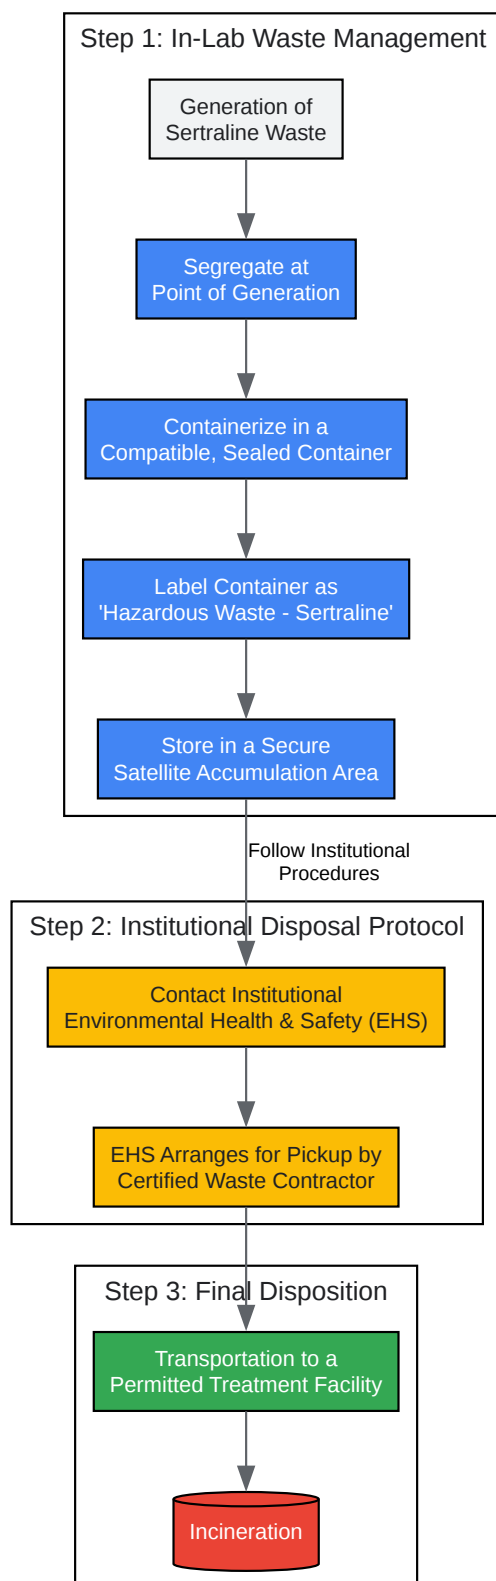 Step 1: In-Lab Waste Management
Generation of
Sertraline Waste
Segregate at
Point of Generation
Containerize in a
Compatible, Sealed Container
Label Container as
'Hazardous Waste - Sertraline'
Store in a Secure
Satellite Accumulation Area
Follow Institutional
Procedures
Step 2: Institutional Disposal Protocol
Contact Institutional
Environmental Health & Safety (EHS)
EHS Arranges for Pickup by
Certified Waste Contractor
Step 3: Final Disposition
Transportation to a
Permitted Treatment Facility
Incineration